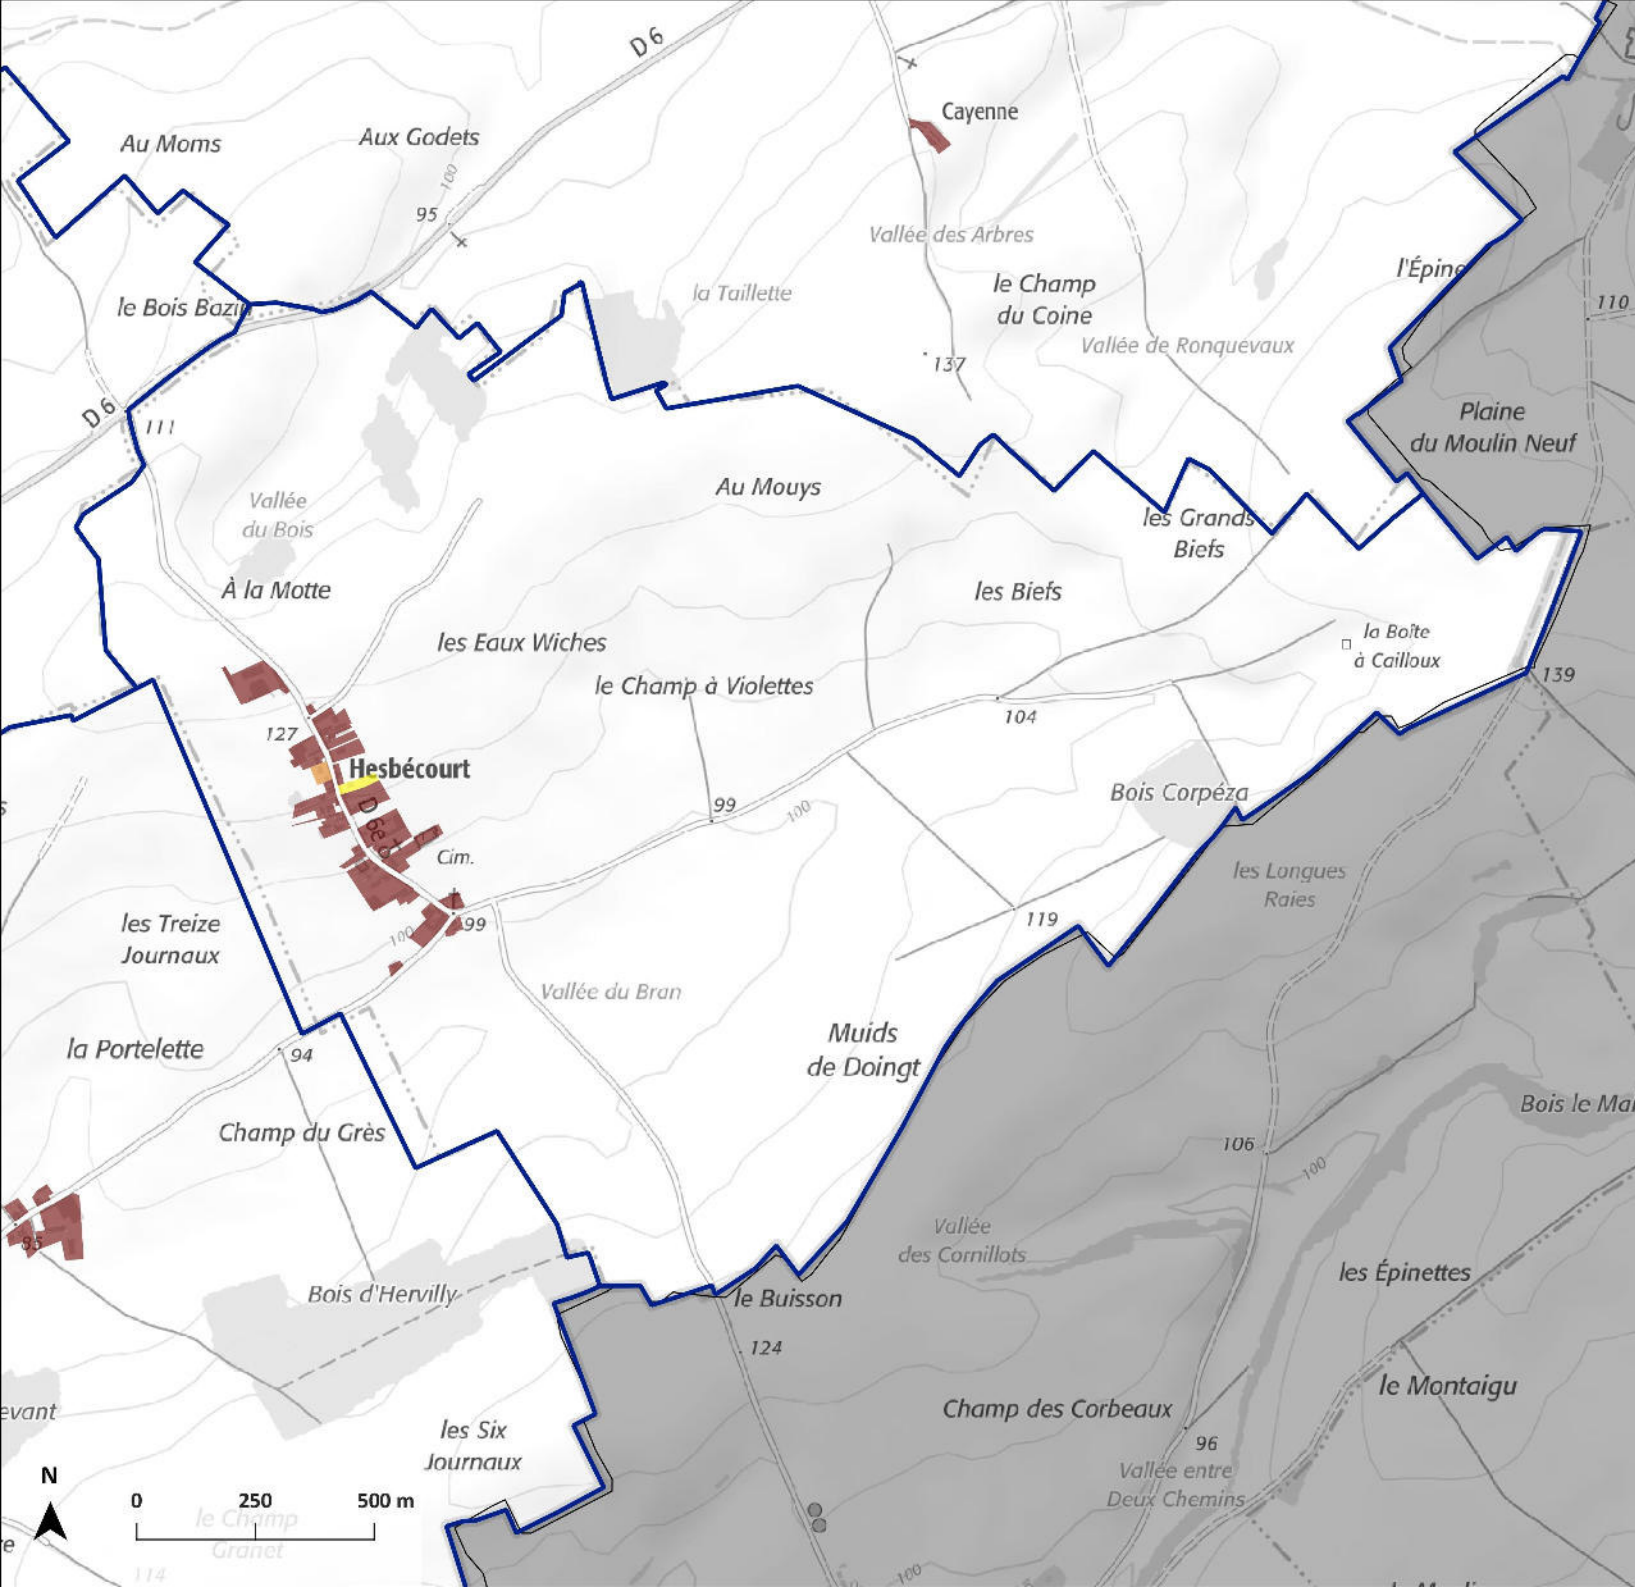 D 6
Cayenne
Au Moms
Aux Godets
100
95
Vallée des Arbres
l'Épine
le Champ
du Coine
la Taillette
le Bois Bazin
110
Vallée de Ronquevaux
137
D 6
111
Plaine
du Moulin Neuf
Au Mouys
Vallée
du Bois
les Grands
Biefs
À la Motte
les Biefs
la Boîte
à Cailloux
les Eaux Wiches
le Champ à Violettes
139
104
127
Hesbécourt
Bois Corpéza
99
100
D 6e
Cim.
les Longues
Raies
119
99
100
les Treize
Journaux
Vallée du Bran
Muids
de Doingt
la Portelette
94
Champ du Grès
Bois le Mar
106
100
85
Vallée
des Cornillots
les Épinettes
Bois d'Hervilly
le Buisson
124
le Montaigu
evant
Champ des Corbeaux
les Six
Journaux
96
Vallée entre
Deux Chemins
N
0 250 500 m
le Champ
Granet
114
100